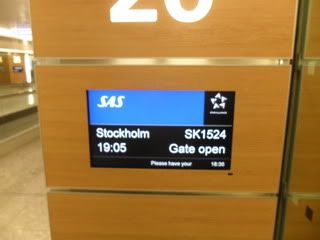 20
SAS
Stockholm SK1524
19:05 Gate open
Please have your 18:36